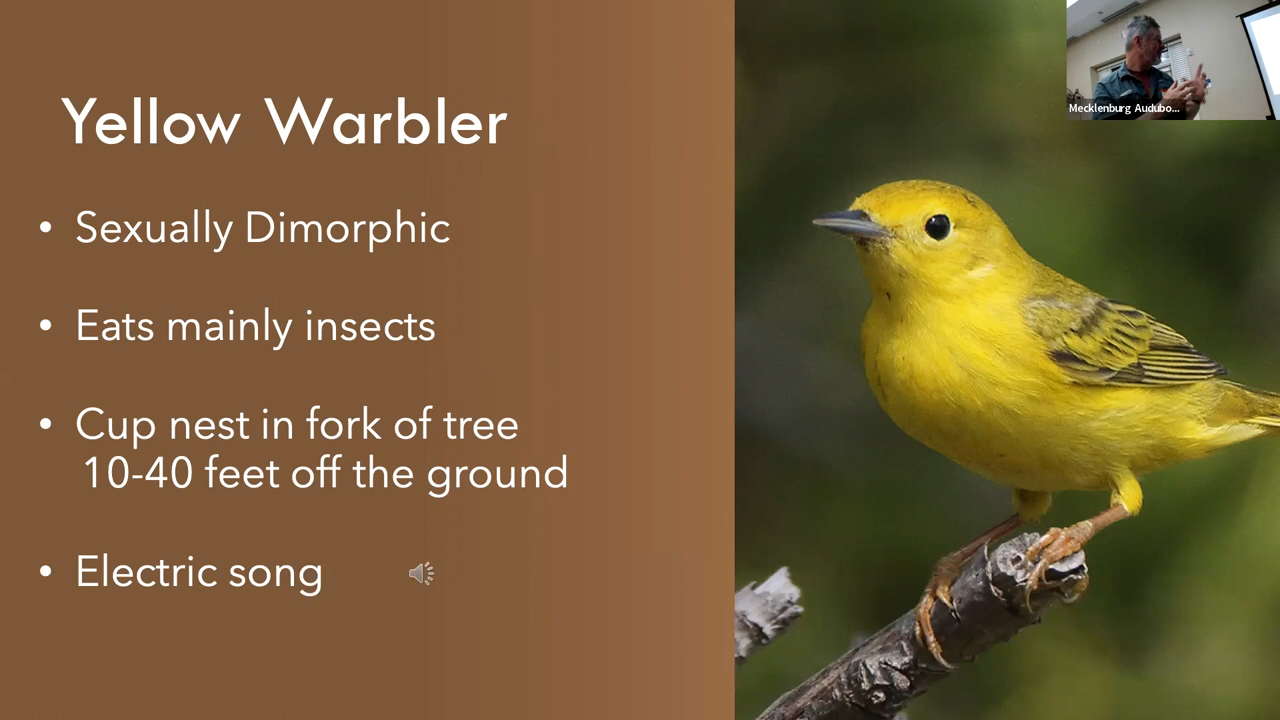 Yellow Warbler
• Sexually Dimorphic
• Eats mainly insects
• Cup nest in fork of tree
10-40 feet off the ground
• Electric song
Mecklenburg Audubo...